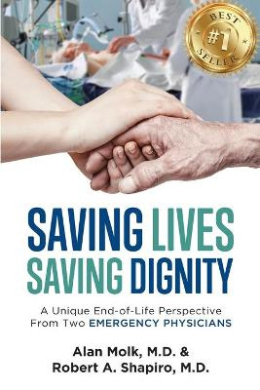 BEST
#1
SELLER
SAVING LIVES
SAVING DIGNITY
A Unique End-of-Life Perspective
From Two EMERGENCY PHYSICIANS
Alan Molk, M.D. &
Robert A. Shapiro, M.D.